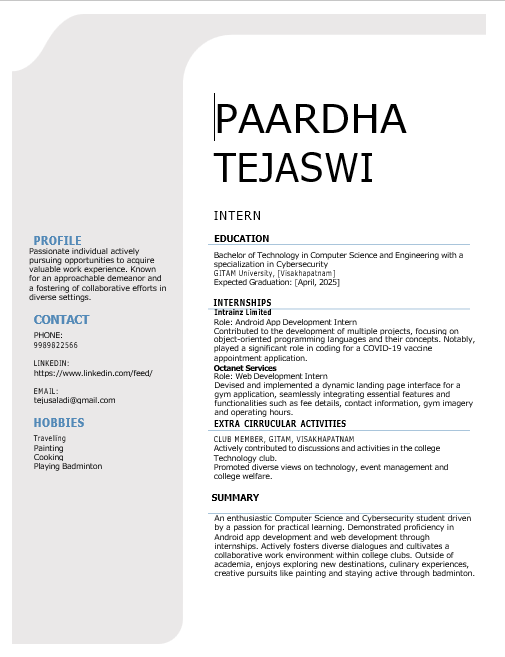 PAARDHA
TEJASWI
INTERN
PROFILE
Passionate individual actively
pursuing opportunities to acquire
valuable work experience. Known
for an approachable demeanor and
a fostering of collaborative efforts in
diverse settings.
CONTACT
PHONE:
9989822566
LINKEDIN:
https://www.linkedin.com/feed/
EMAIL:
tejusaladi@qmail.com
HOBBIES
Travelling
Painting
Cooking
Playing Badminton
EDUCATION
Bachelor of Technology in Computer Science and Engineering with a
specialization in Cybersecurity
GITAM University, [Visakhapatnam]
Expected Graduation: [April, 2025]
INTERNSHIPS
Intrainz Limited
Role: Android App Development Intern
Contributed to the development of multiple projects, focusing on
object-oriented programming languages and their concepts. Notably,
played a significant role in coding for a COVID-19 vaccine
appointment application.
Octanet Services
Role: Web Development Intern
Devised and implemented a dynamic landing page interface for a
gym application, seamlessly integrating essential features and
functionalities such as fee details, contact information, gym imagery
and operating hours.
EXTRA CIRRUCULAR ACTIVITIES
CLUB MEMBER, GITAM, VISAKHAPATNAM
Actively contributed to discussions and activities in the college
Technology club.
Promoted diverse views on technology, event management and
college welfare.
SUMMARY
An enthusiastic Computer Science and Cybersecurity student driven
by a passion for practical learning. Demonstrated proficiency in
Android app development and web development through
internships. Actively fosters diverse dialogues and cultivates a
collaborative work environment within college clubs. Outside of
academia, enjoys exploring new destinations, culinary experiences,
creative pursuits like painting and staying active through badminton.